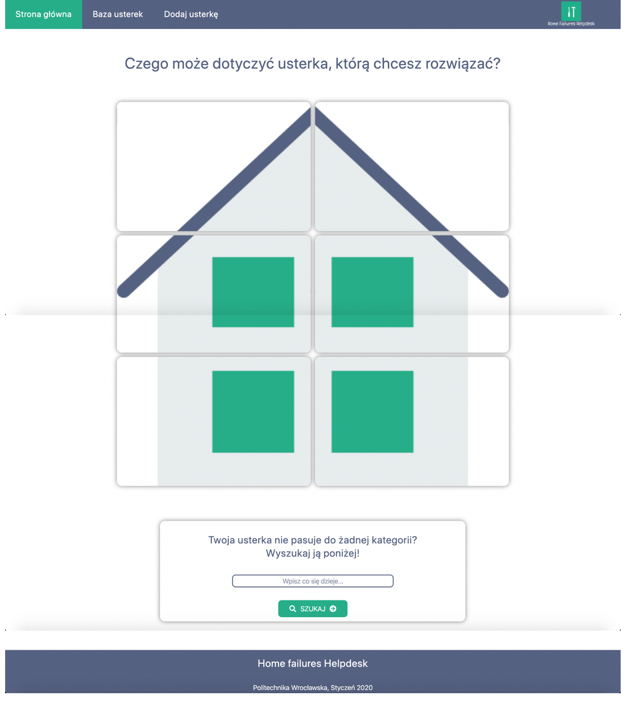 Strona główna
Baza usterek
Dodaj usterkę
Home Failures Helpdesk
Czego może dotyczyć usterka, którą chcesz rozwiązać?
Twoja usterka nie pasuje do żadnej kategorii?
Wyszukaj ją poniżej!
Wpisz co się dzieje...
SZUKAJ
Home failures Helpdesk
Politechnika Wrocławska, Styczeń 2020